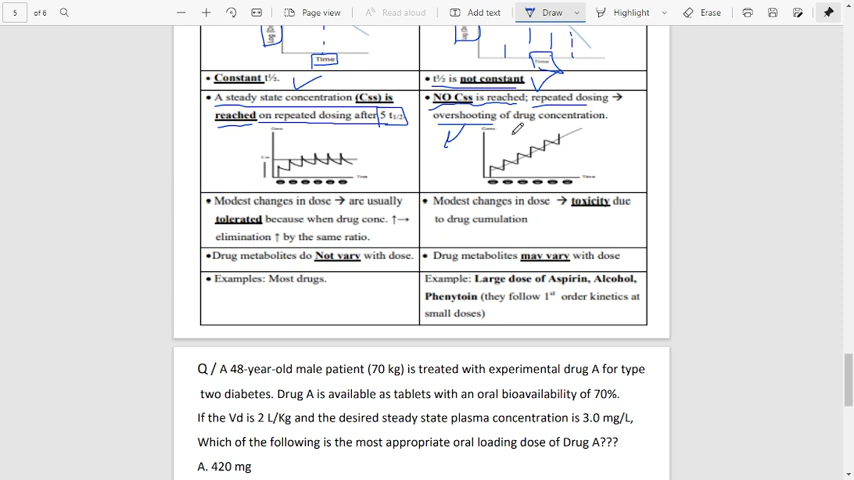 5
of 6
Page view
Read aloud
Add text
Draw
Highlight
Erase
Time
Time
• Constant t½.
• t½ is not constant
• A steady state concentration (Css) is
reached on repeated dosing after 5 t1/2
• NO Css is reached; repeated dosing →
overshooting of drug concentration.
Time
Time
• Modest changes in dose → are usually
tolerated because when drug conc. ↑→
elimination ↑ by the same ratio.
• Modest changes in dose → toxicity due
to drug cumulation
•Drug metabolites do Not vary with dose.
• Drug metabolites may vary with dose
• Examples: Most drugs.
Example: Large dose of Aspirin, Alcohol,
Phenytoin (they follow 1st order kinetics at
small doses)
Q / A 48-year-old male patient (70 kg) is treated with experimental drug A for type
two diabetes. Drug A is available as tablets with an oral bioavailability of 70%.
If the Vd is 2 L/Kg and the desired steady state plasma concentration is 3.0 mg/L,
Which of the following is the most appropriate oral loading dose of Drug A???
A. 420 mg